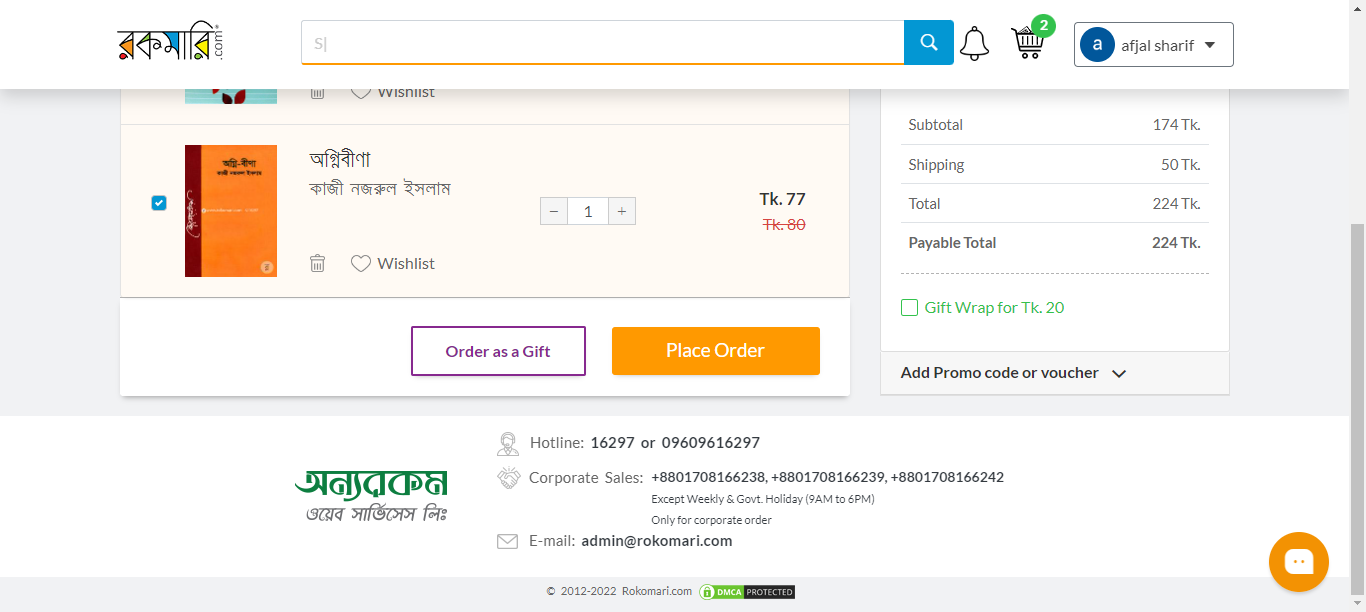 রকমারি.com
S
2
a afjal sharif
Wishlist
অগ্নিবীণা
কাজী নজরুল ইসলাম
অগ্নি-বীণা
কাজী নজরুল ইসলাম
− 1 +
Tk. 77
Tk. 80
Wishlist
Order as a Gift
Place Order
Subtotal 174 Tk.
Shipping 50 Tk.
Total 224 Tk.
Payable Total 224 Tk.
Gift Wrap for Tk. 20
Add Promo code or voucher
অন্যরকম
ওয়েব সার্ভিসেস লিঃ
Hotline: 16297 or 09609616297
Corporate Sales: +8801708166238, +8801708166239, +8801708166242
Except Weekly & Govt. Holiday (9AM to 6PM)
Only for corporate order
E-mail: admin@rokomari.com
© 2012-2022 Rokomari.com DMCA PROTECTED